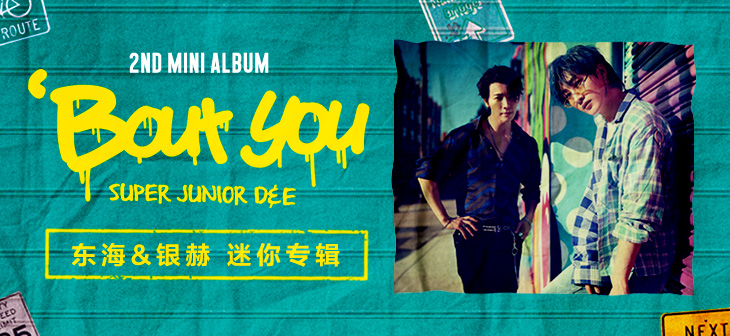 ROUTE
2ND MINI ALBUM
'Bout you
SUPER JUNIOR D&E
东海&银赫 迷你专辑
NEXT